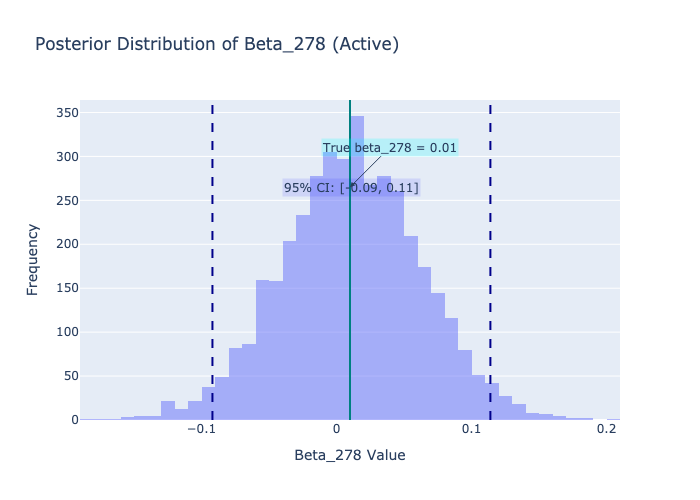 Posterior Distribution of Beta_278 (Active)
350
300
250
200
150
100
50
0
Frequency
True beta_278 = 0.01
95% CI: [-0.09, 0.11]
−0.1
0
0.1
0.2
Beta_278 Value